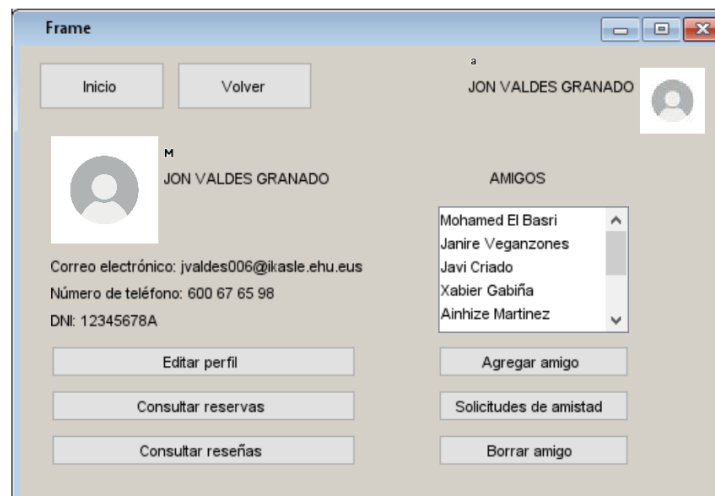 Frame
Inicio
Volver
a
JON VALDES GRANADO
M
JON VALDES GRANADO
Correo electrónico: jvaldes006@ikasle.ehu.eus
Número de teléfono: 600 67 65 98
DNI: 12345678A
Editar perfil
Consultar reservas
Consultar reseñas
AMIGOS
Mohamed El Basri
Janire Veganzones
Javi Criado
Xabier Gabiña
Ainhize Martinez
Agregar amigo
Solicitudes de amistad
Borrar amigo